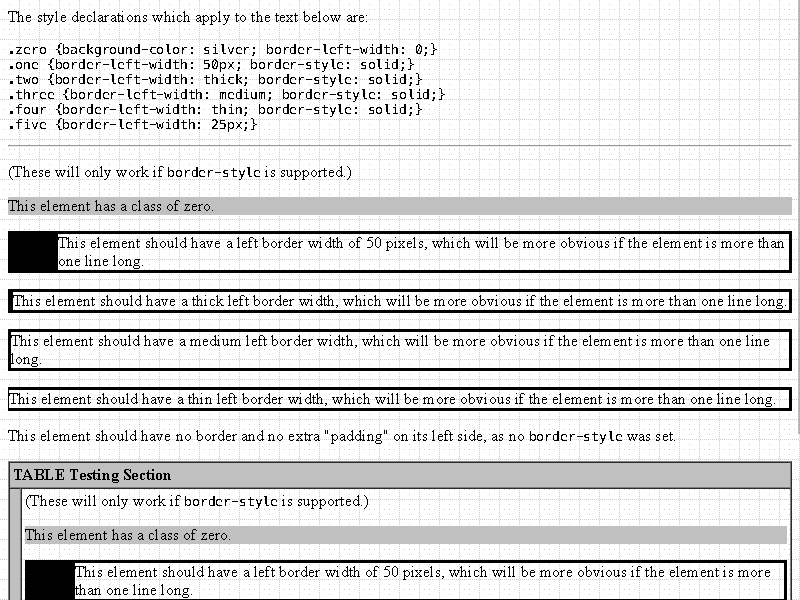 The style declarations which apply to the text below are:
.zero {background-color: silver; border-left-width: 0;}
.one {border-left-width: 50px; border-style: solid;}
.two {border-left-width: thick; border-style: solid;}
.three {border-left-width: medium; border-style: solid;}
.four {border-left-width: thin; border-style: solid;}
.five {border-left-width: 25px;}
(These will only work if border-style is supported.)
This element has a class of zero.
This element should have a left border width of 50 pixels, which will be more obvious if the element is more than
one line long.
This element should have a thick left border width, which will be more obvious if the element is more than one line long.
This element should have a medium left border width, which will be more obvious if the element is more than one line
long.
This element should have a thin left border width, which will be more obvious if the element is more than one line long.
This element should have no border and no extra "padding" on its left side, as no border-style was set.
TABLE Testing Section
(These will only work if border-style is supported.)
This element has a class of zero.
This element should have a left border width of 50 pixels, which will be more obvious if the element is more
than one line long.